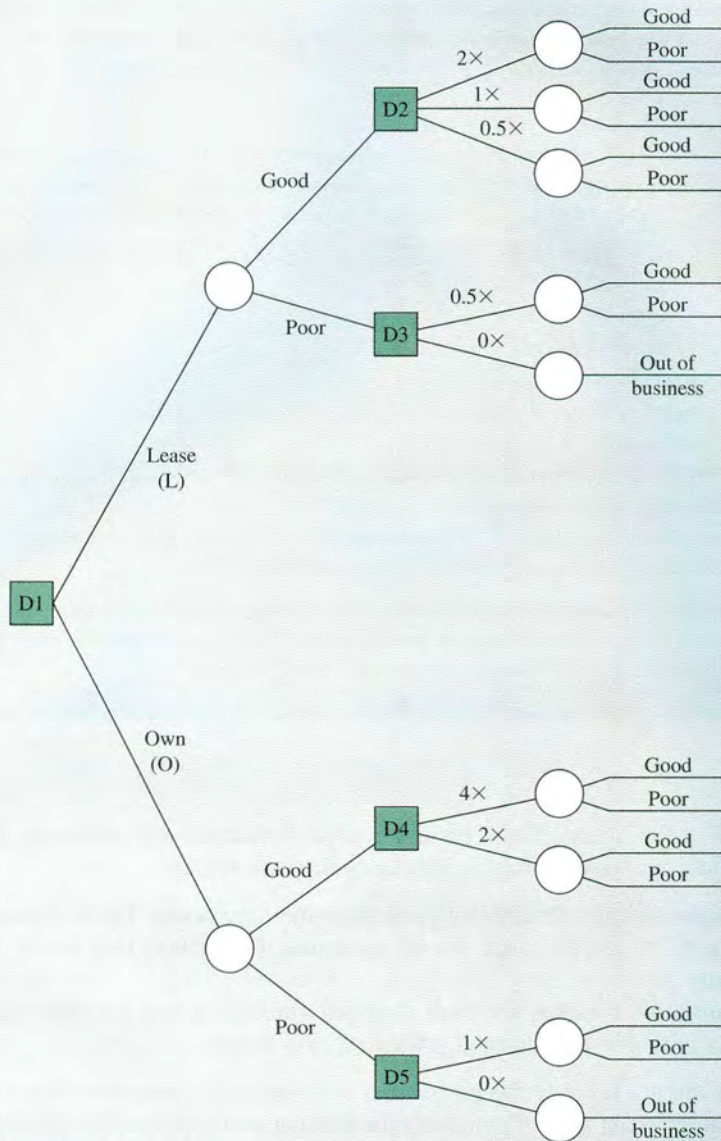 Good
2×
Poor
D2
1×
Good
Poor
0.5×
Good
Poor
Good
Good
0.5×
Poor
Poor
D3
0×
Out of
business
Lease
(L)
D1
Own
(O)
Good
4×
Poor
D4
2×
Good
Poor
Good
Poor
Good
1×
Poor
D5
0×
Out of
business